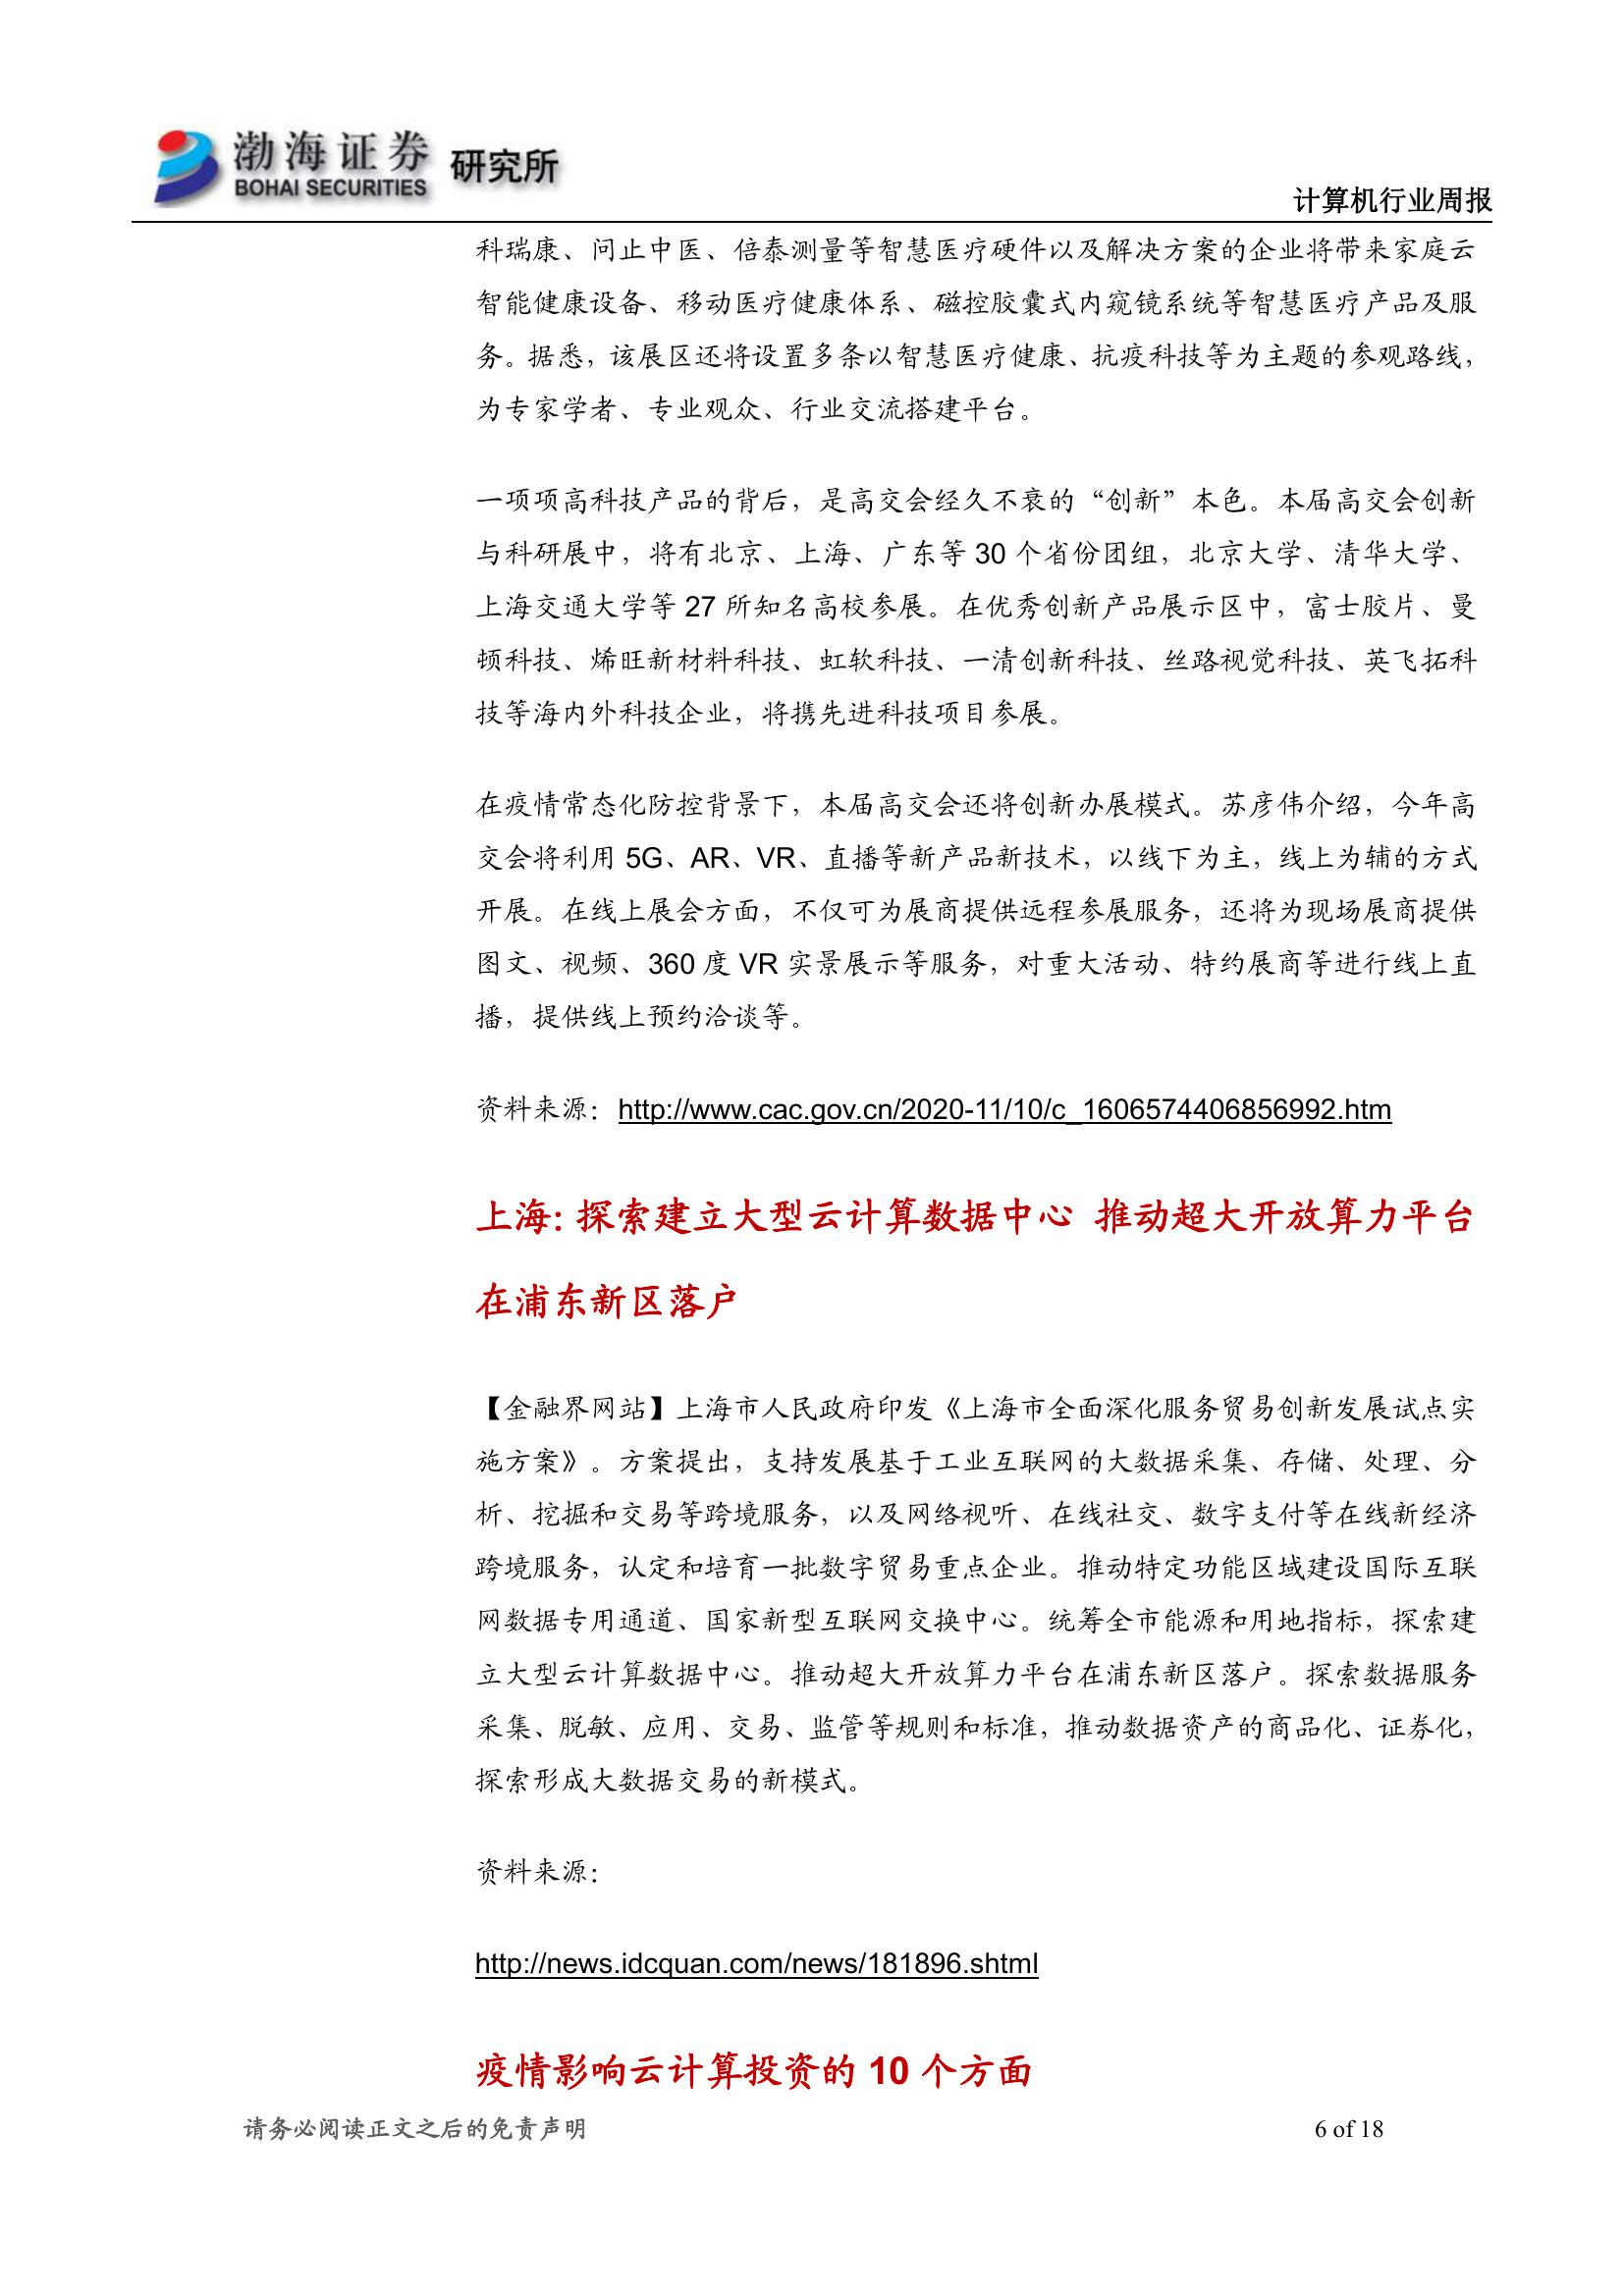 渤海证券 研究所
BOHAI SECURITIES
计算机行业周报
科瑞康、问止中医、倍泰测量等智慧医疗硬件以及解决方案的企业将带来家庭云
智能健康设备、移动医疗健康体系、磁控胶囊式内窥镜系统等智慧医疗产品及服
务。据悉，该展区还将设置多条以智慧医疗健康、抗疫科技等为主题的参观路线，
为专家学者、专业观众、行业交流搭建平台。
一项项高科技产品的背后，是高交会经久不衰的“创新”本色。本届高交会创新
与科研展中，将有北京、上海、广东等 30 个省份团组，北京大学、清华大学、
上海交通大学等 27 所知名高校参展。在优秀创新产品展示区中，富士胶片、曼
顿科技、烯旺新材料科技、虹软科技、一清创新科技、丝路视觉科技、英飞拓科
技等海内外科技企业，将携先进科技项目参展。
在疫情常态化防控背景下，本届高交会还将创新办展模式。苏彦伟介绍，今年高
交会将利用 5G、AR、VR、直播等新产品新技术，以线下为主，线上为辅的方式
开展。在线上展会方面，不仅可为展商提供远程参展服务，还将为现场展商提供
图文、视频、360 度 VR 实景展示等服务，对重大活动、特约展商等进行线上直
播，提供线上预约洽谈等。
资料来源：http://www.cac.gov.cn/2020-11/10/c_1606574406856992.htm
上海：探索建立大型云计算数据中心 推动超大开放算力平台
在浦东新区落户
【金融界网站】上海市人民政府印发《上海市全面深化服务贸易创新发展试点实
施方案》。方案提出，支持发展基于工业互联网的大数据采集、存储、处理、分
析、挖掘和交易等跨境服务，以及网络视听、在线社交、数字支付等在线新经济
跨境服务，认定和培育一批数字贸易重点企业。推动特定功能区域建设国际互联
网数据专用通道、国家新型互联网交换中心。统筹全市能源和用地指标，探索建
立大型云计算数据中心。推动超大开放算力平台在浦东新区落户。探索数据服务
采集、脱敏、应用、交易、监管等规则和标准，推动数据资产的商品化、证券化，
探索形成大数据交易的新模式。
资料来源：
http://news.idcquan.com/news/181896.shtml
疫情影响云计算投资的 10 个方面
请务必阅读正文之后的免责声明
6 of 18